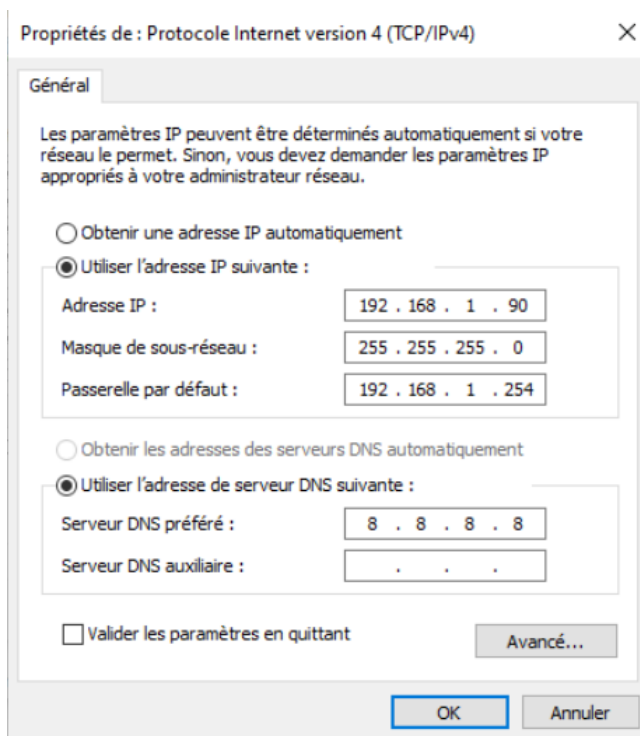 Propriétés de : Protocole Internet version 4 (TCP/IPv4)
Général
Les paramètres IP peuvent être déterminés automatiquement si votre
réseau le permet. Sinon, vous devez demander les paramètres IP
appropriés à votre administrateur réseau.
Obtenir une adresse IP automatiquement
Utiliser l'adresse IP suivante :
Adresse IP : 192 . 168 . 1 . 90
Masque de sous-réseau : 255 . 255 . 255 . 0
Passerelle par défaut : 192 . 168 . 1 . 254
Obtenir les adresses des serveurs DNS automatiquement
Utiliser l'adresse de serveur DNS suivante :
Serveur DNS préféré : 8 . 8 . 8 . 8
Serveur DNS auxiliaire : . . .
Valider les paramètres en quittant Avancé...
OK Annuler